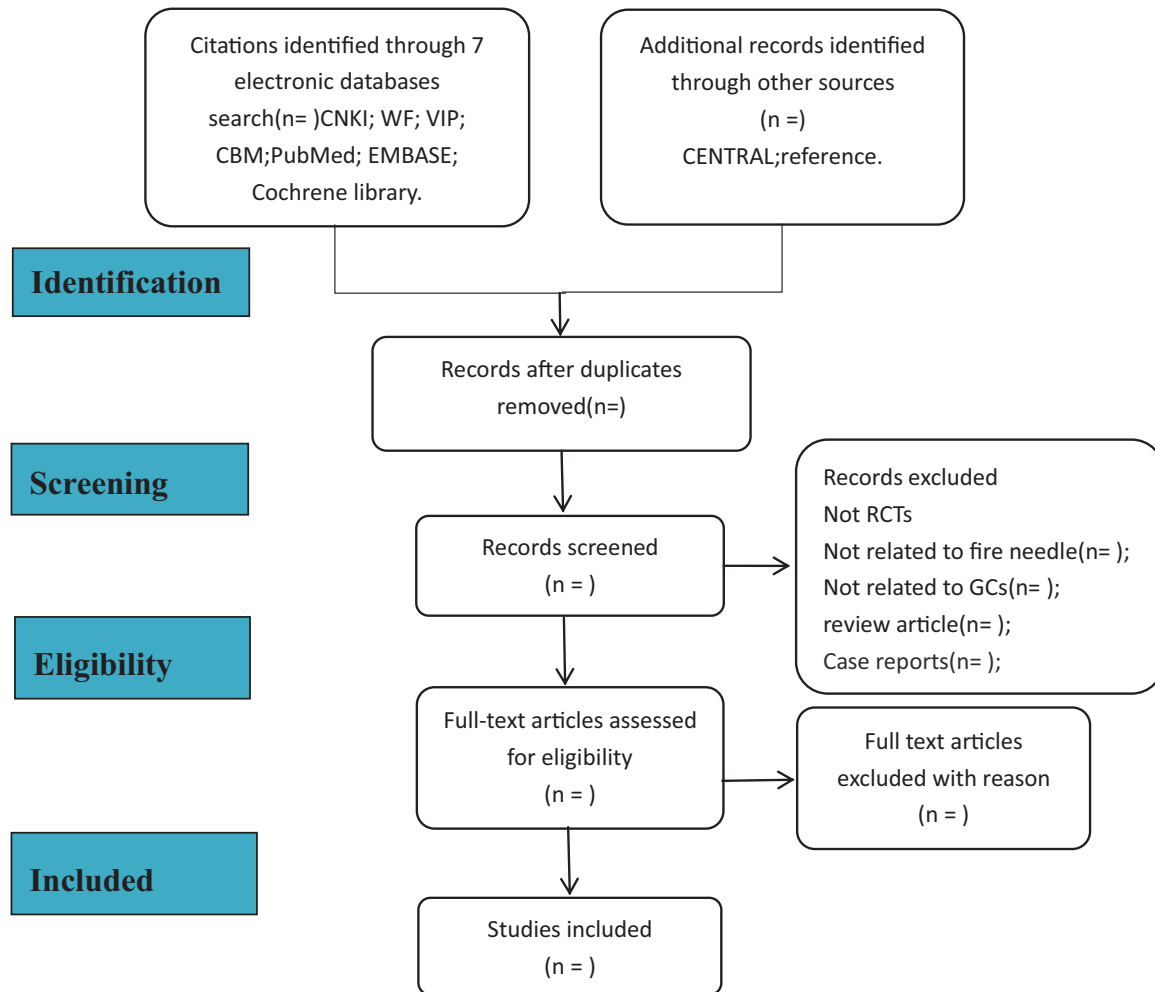 Citations identified through 7
electronic databases
search(n= )CNKI; WF; VIP;
CBM;PubMed; EMBASE;
Cochrene library.
Additional records identified
through other sources
(n =)
CENTRAL;reference.
Identification
Records after duplicates
removed(n=)
Screening
Records screened
(n = )
Records excluded
Not RCTs
Not related to fire needle(n= );
Not related to GCs(n= );
review article(n= );
Case reports(n= );
Eligibility
Full-text articles assessed
for eligibility
(n = )
Full text articles
excluded with reason
(n = )
Included
Studies included
(n = )